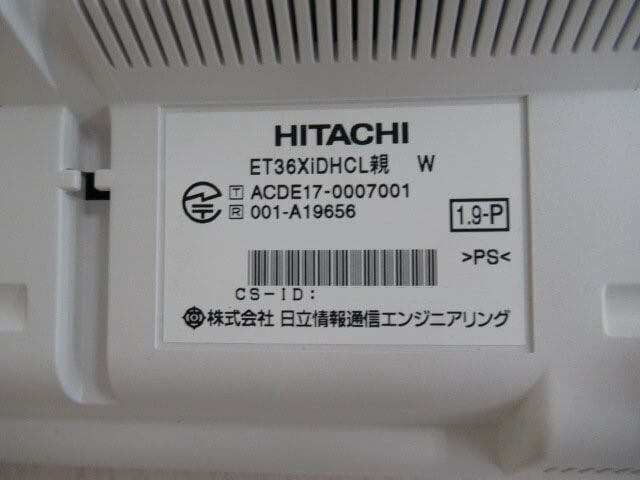 HITACHI
ET36XiDHCL親 W
T ACDE17-0007001
R 001-A19656
1.9-P
>PS<
CS-ID:
株式会社 日立情報通信エンジニアリング